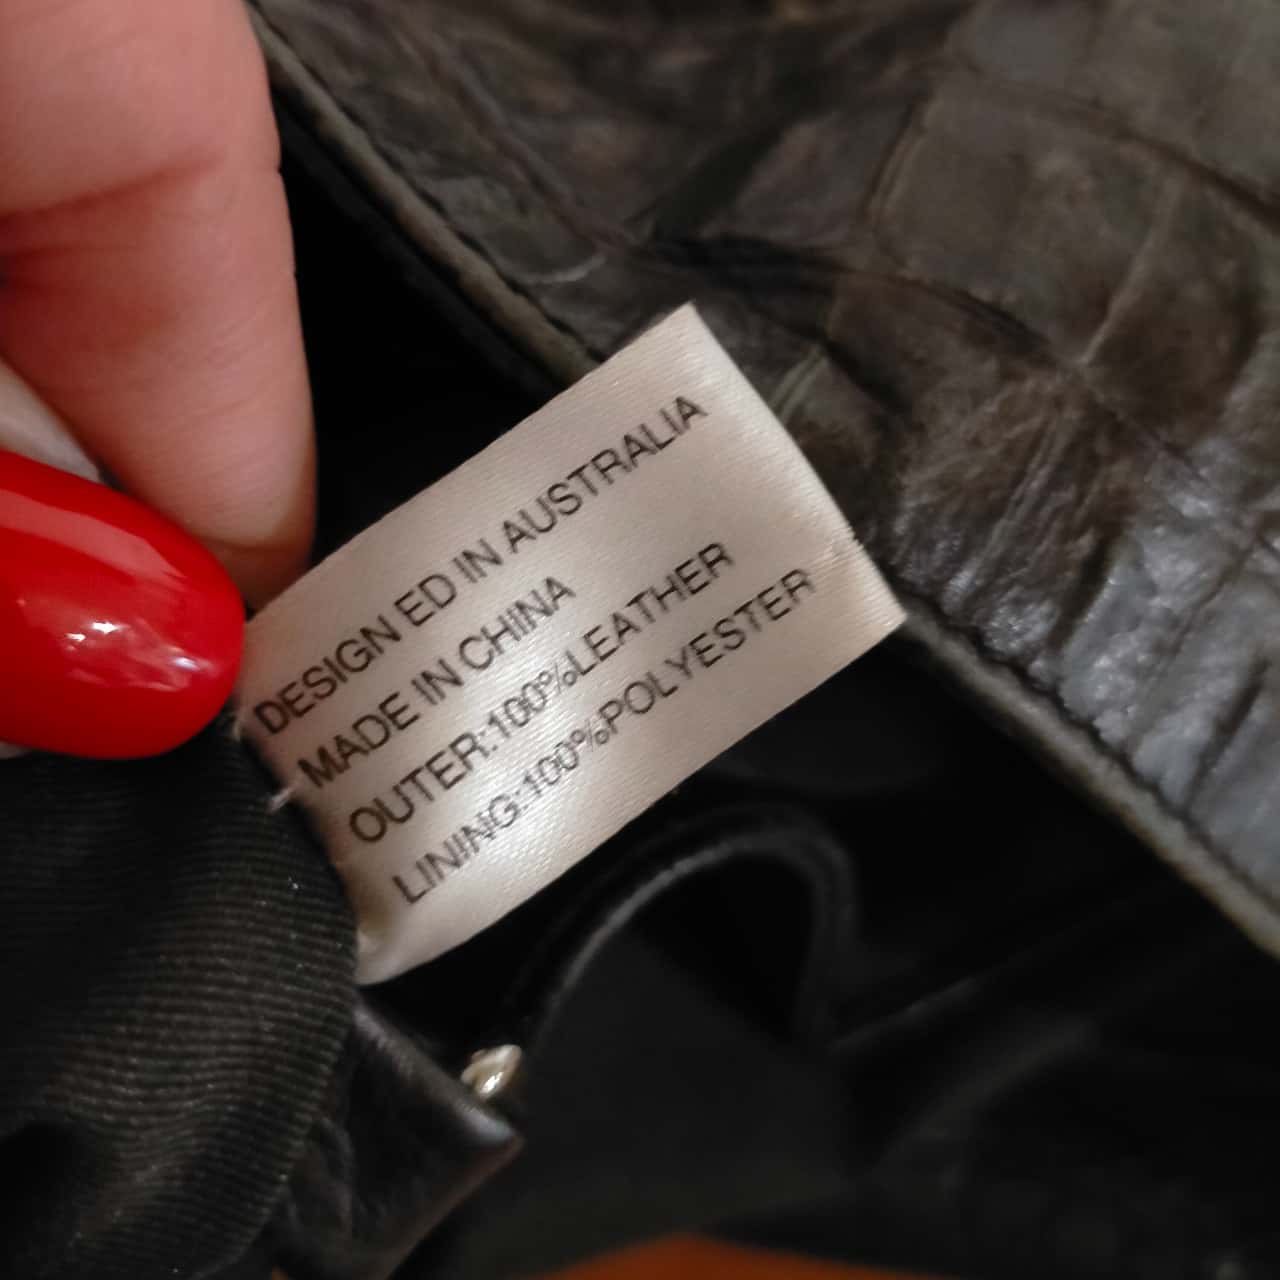 DESIGN ED IN AUSTRALIA
MADE IN CHINA
OUTER:100%LEATHER
LINING:100%POLYESTER